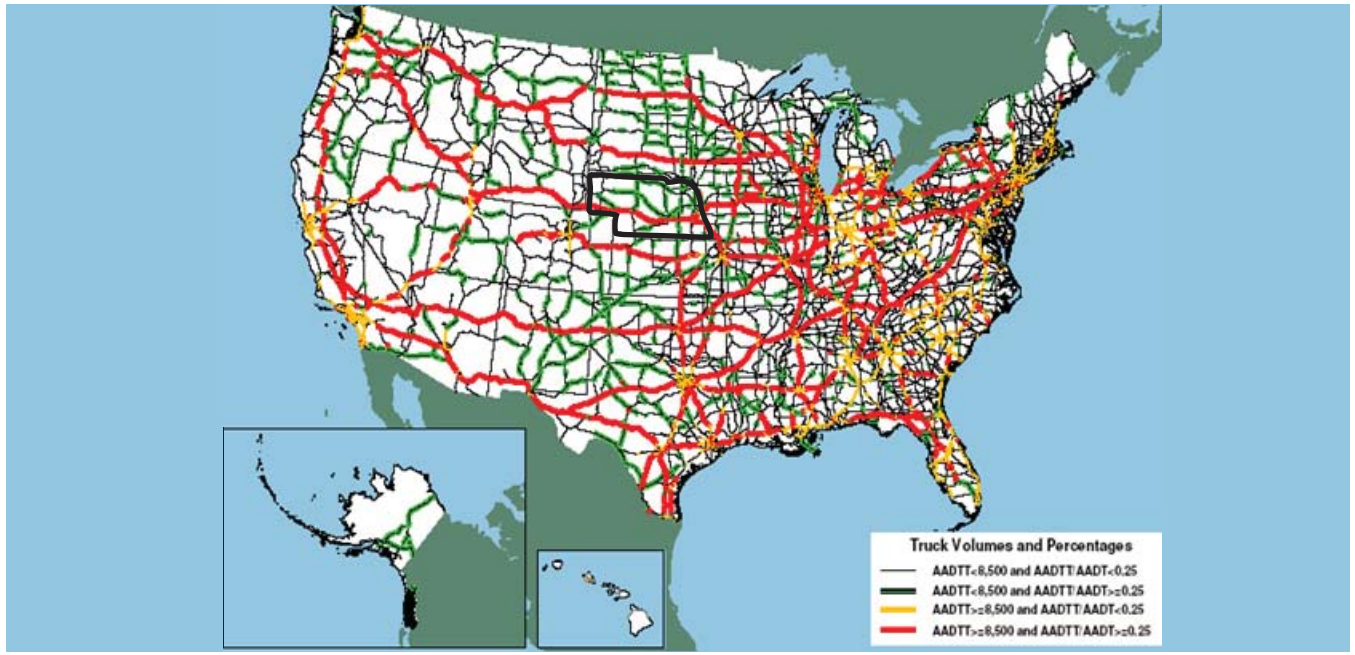 Truck Volumes and Percentages
AADTT<8,500 and AADTT/AADT<0.25
AADTT<8,500 and AADTT/AADT>=0.25
AADTT>=8,500 and AADTT/AADT<0.25
AADTT>=8,500 and AADTT/AADT>=0.25